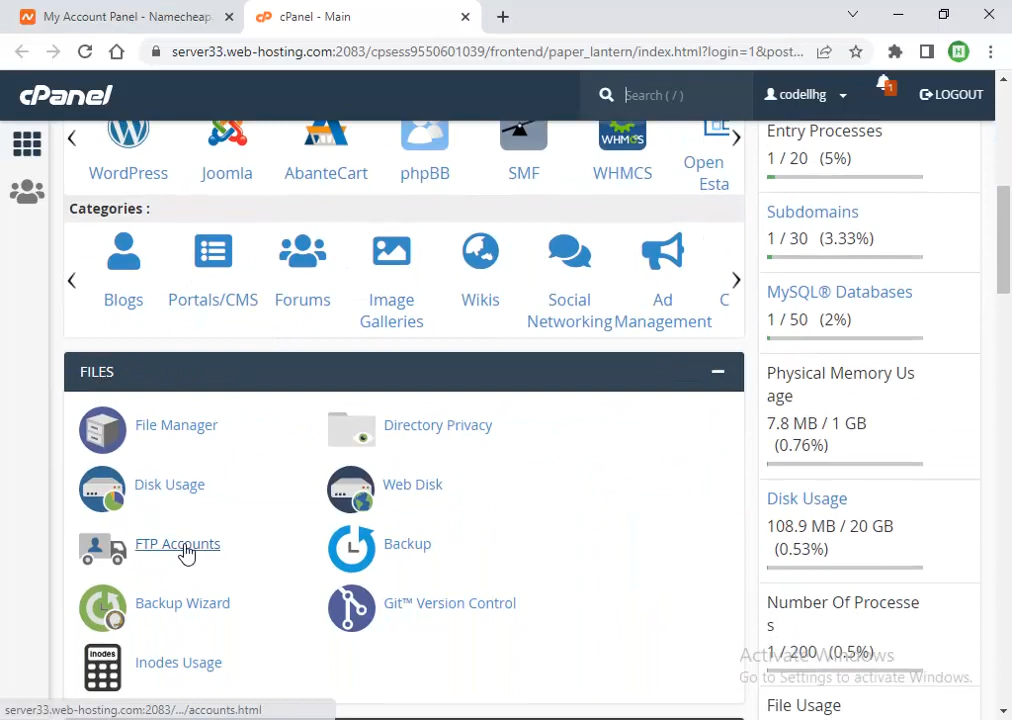 My Account Panel - Namecheap
cPanel - Main
server33.web-hosting.com:2083/cpsess9550601039/frontend/paper_lantern/index.html?login=1&post...
cPanel
Search ( / )
codellhg
1
LOGOUT
WordPress
Joomla
AbanteCart
phpBB
SMF
WHMCS
WHMCS
Open
Esta
Categories :
Blogs
Portals/CMS
Forums
Image
Galleries
Wikis
Social
Networking
Ad
Management
C
FILES
File Manager
Directory Privacy
Disk Usage
Web Disk
FTP Accounts
Backup
Backup Wizard
Git™ Version Control
Inodes
Inodes Usage
Entry Processes
1 / 20 (5%)
Subdomains
1 / 30 (3.33%)
MySQL® Databases
1 / 50 (2%)
Physical Memory Us
age
7.8 MB / 1 GB
(0.76%)
Disk Usage
108.9 MB / 20 GB
(0.53%)
Number Of Processe
s
1 / 200 (0.5%)
File Usage
Activate Windows
Go to Settings to activate Windows.
server33.web-hosting.com:2083/.../accounts.html